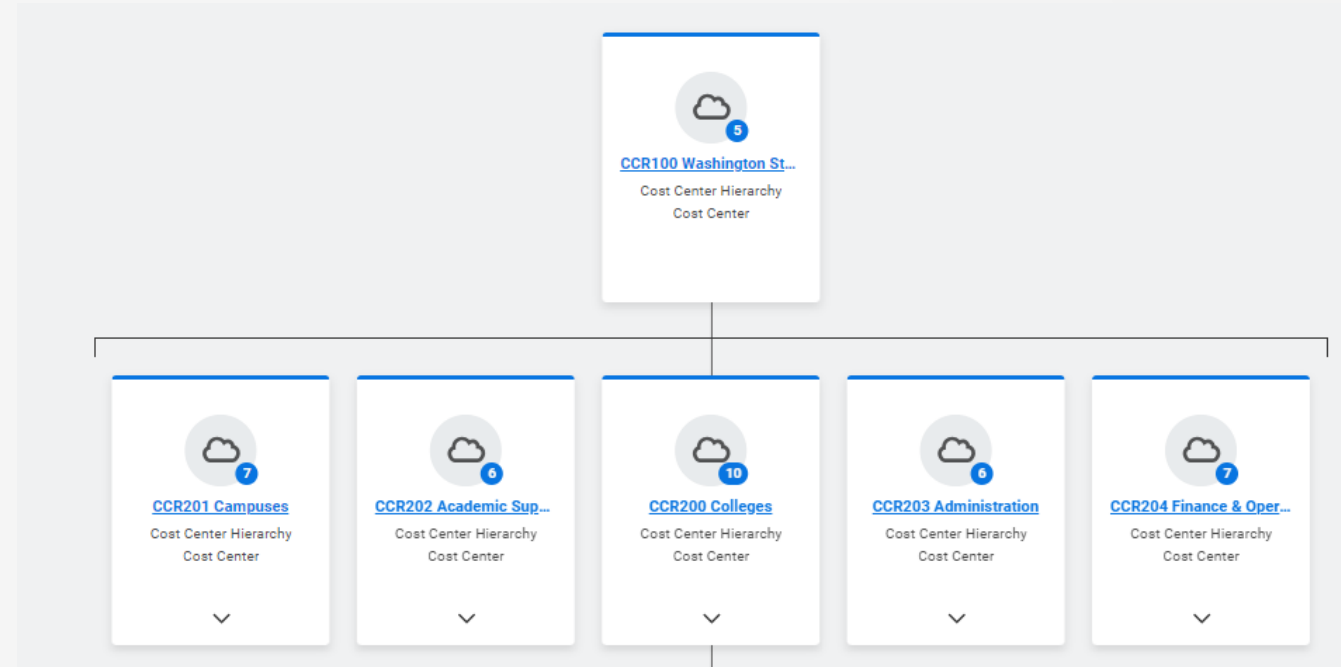 5
CCR100 Washington St...
Cost Center Hierarchy
Cost Center
7
CCR201 Campuses
Cost Center Hierarchy
Cost Center
6
CCR202 Academic Sup...
Cost Center Hierarchy
Cost Center
10
CCR200 Colleges
Cost Center Hierarchy
Cost Center
6
CCR203 Administration
Cost Center Hierarchy
Cost Center
7
CCR204 Finance & Oper...
Cost Center Hierarchy
Cost Center